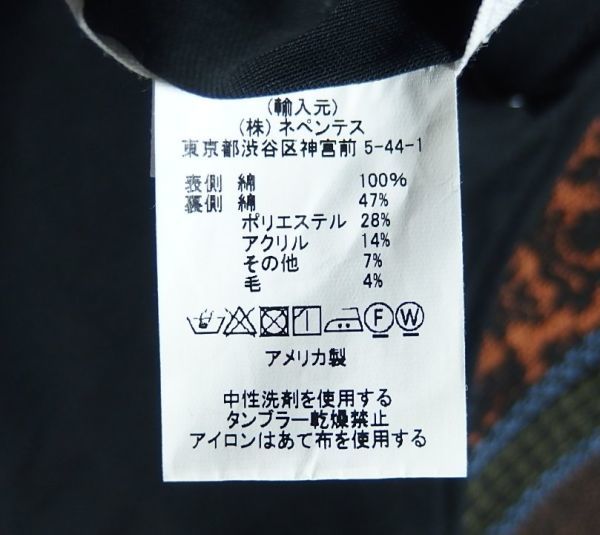 (輸入元)
(株) ネペンテス
東京都渋谷区神宮前 5-44-1
表側 綿 100%
裏側 綿 47%
ポリエステル 28%
アクリル 14%
その他 7%
毛 4%
F W
アメリカ製
中性洗剤を使用する
タンブラー乾燥禁止
アイロンはあて布を使用する